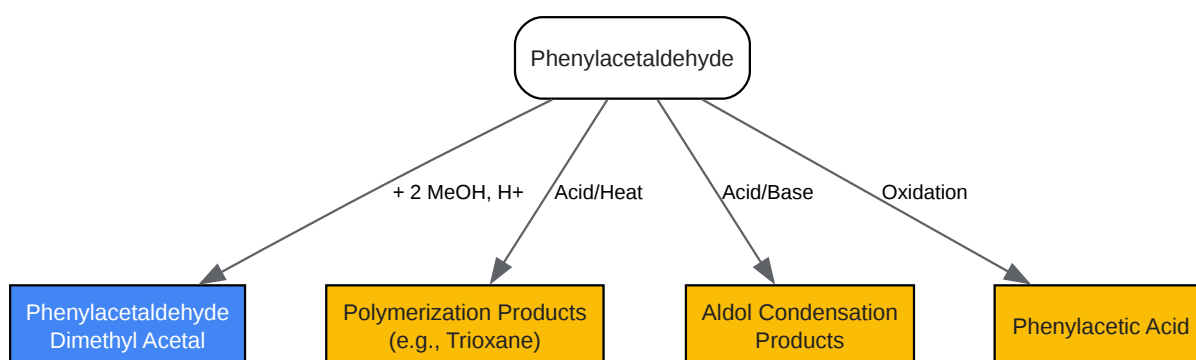 Phenylacetaldehyde
+ 2 MeOH, H+
Acid/Heat
Acid/Base
Oxidation
Phenylacetaldehyde
Dimethyl Acetal
Polymerization Products
(e.g., Trioxane)
Aldol Condensation
Products
Phenylacetic Acid